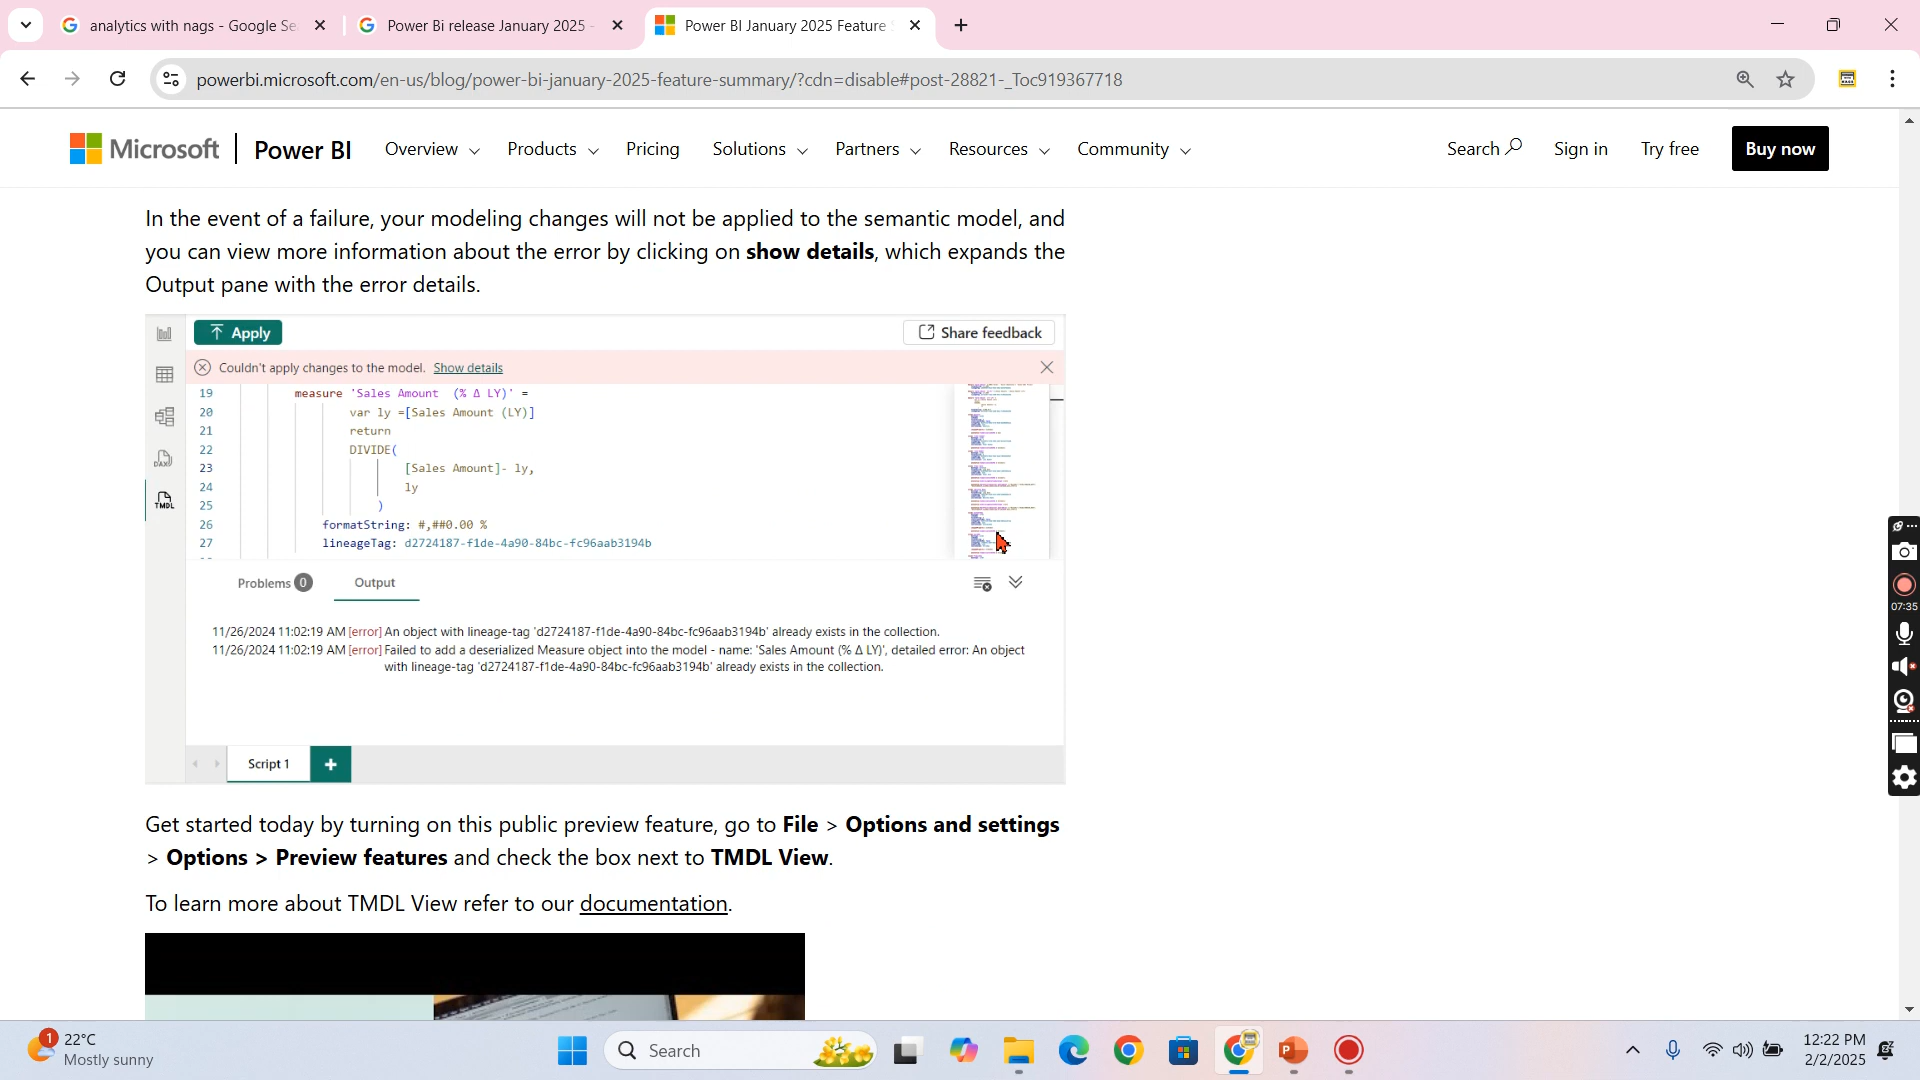 analytics with nags - Google Se
Power Bi release January 2025 -
Power BI January 2025 Feature S
powerbi.microsoft.com/en-us/blog/power-bi-january-2025-feature-summary/?cdn=disable#post-28821-_Toc919367718
Microsoft
Power BI
Overview
Products
Pricing
Solutions
Partners
Resources
Community
Search
Sign in
Try free
Buy now
In the event of a failure, your modeling changes will not be applied to the semantic model, and
you can view more information about the error by clicking on show details, which expands the
Output pane with the error details.
Apply
Share feedback
Couldn't apply changes to the model. Show details
19 measure 'Sales Amount (% Δ LY)' =
20 var ly =[Sales Amount (LY)]
21 return
22 DIVIDE(
23 [Sales Amount]- ly,
24 ly
25 )
26 formatString: #,##0.00 %
27 lineageTag: d2724187-f1de-4a90-84bc-fc96aab3194b
DAX
TMDL
Problems 0
Output
11/26/2024 11:02:19 AM [error] An object with lineage-tag 'd2724187-f1de-4a90-84bc-fc96aab3194b' already exists in the collection.
11/26/2024 11:02:19 AM [error] Failed to add a deserialized Measure object into the model - name: 'Sales Amount (% Δ LY)', detailed error: An object
with lineage-tag 'd2724187-f1de-4a90-84bc-fc96aab3194b' already exists in the collection.
Script 1
Get started today by turning on this public preview feature, go to File > Options and settings
> Options > Preview features and check the box next to TMDL View.
To learn more about TMDL View refer to our documentation.
07:35
1
22°C
Mostly sunny
Search
12:22 PM
2/2/2025